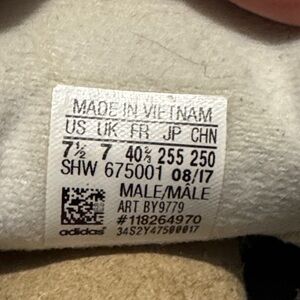 MADE IN VIETNAM
US UK FR JP CHN
7½ 7 40⅔ 255 250
SHW 675001 08/17
MALE/MÂLE
ART BY9779
#118264970
adidas 34S2Y47500017